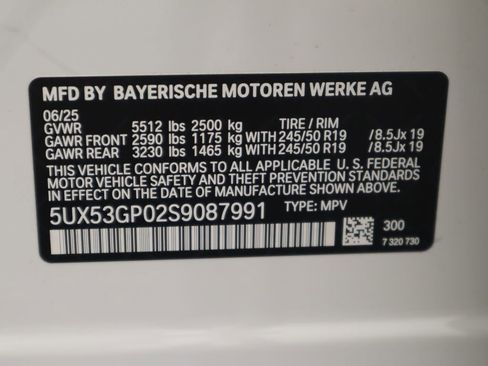 MFD BY BAYERISCHE MOTOREN WERKE AG
06/25
GVWR 5512 lbs 2500 kg TIRE / RIM
GAWR FRONT 2590 lbs 1175 kg WITH 245/50 R19 /8.5Jx 19
GAWR REAR 3230 lbs 1465 kg WITH 245/50 R19 /8.5Jx 19
THIS VEHICLE CONFORMS TO ALL APPLICABLE U. S. FEDERAL
MOTOR VEHICLE SAFETY AND THEFT PREVENTION STANDARDS
IN EFFECT ON THE DATE OF MANUFACTURE SHOWN ABOVE.
5UX53GP02S9087991 TYPE: MPV
300
7 320 730